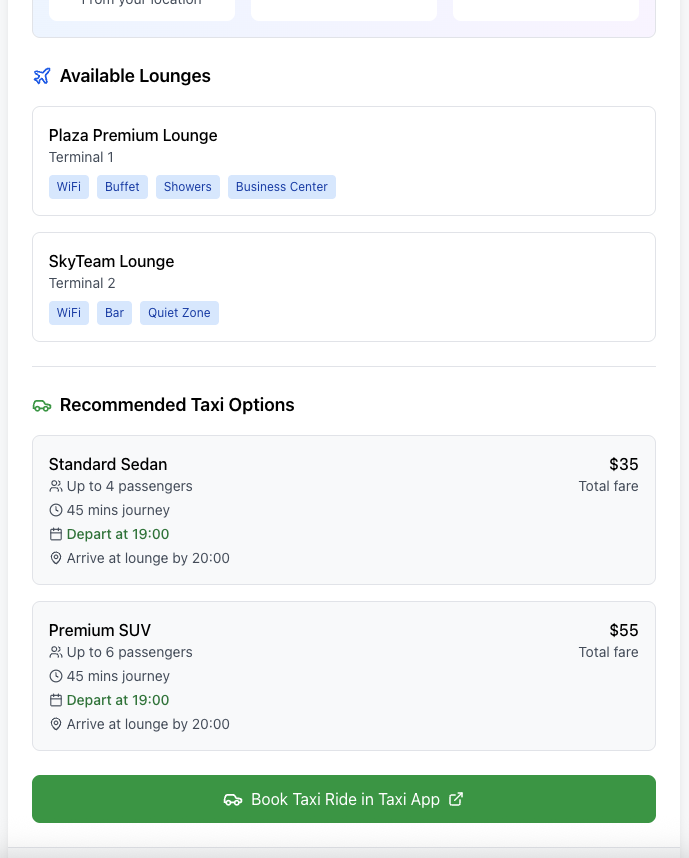 From your location
Available Lounges
Plaza Premium Lounge
Terminal 1
WiFi Buffet Showers Business Center
SkyTeam Lounge
Terminal 2
WiFi Bar Quiet Zone
Recommended Taxi Options
Standard Sedan $35
Up to 4 passengers Total fare
45 mins journey
Depart at 19:00
Arrive at lounge by 20:00
Premium SUV $55
Up to 6 passengers Total fare
45 mins journey
Depart at 19:00
Arrive at lounge by 20:00
Book Taxi Ride in Taxi App